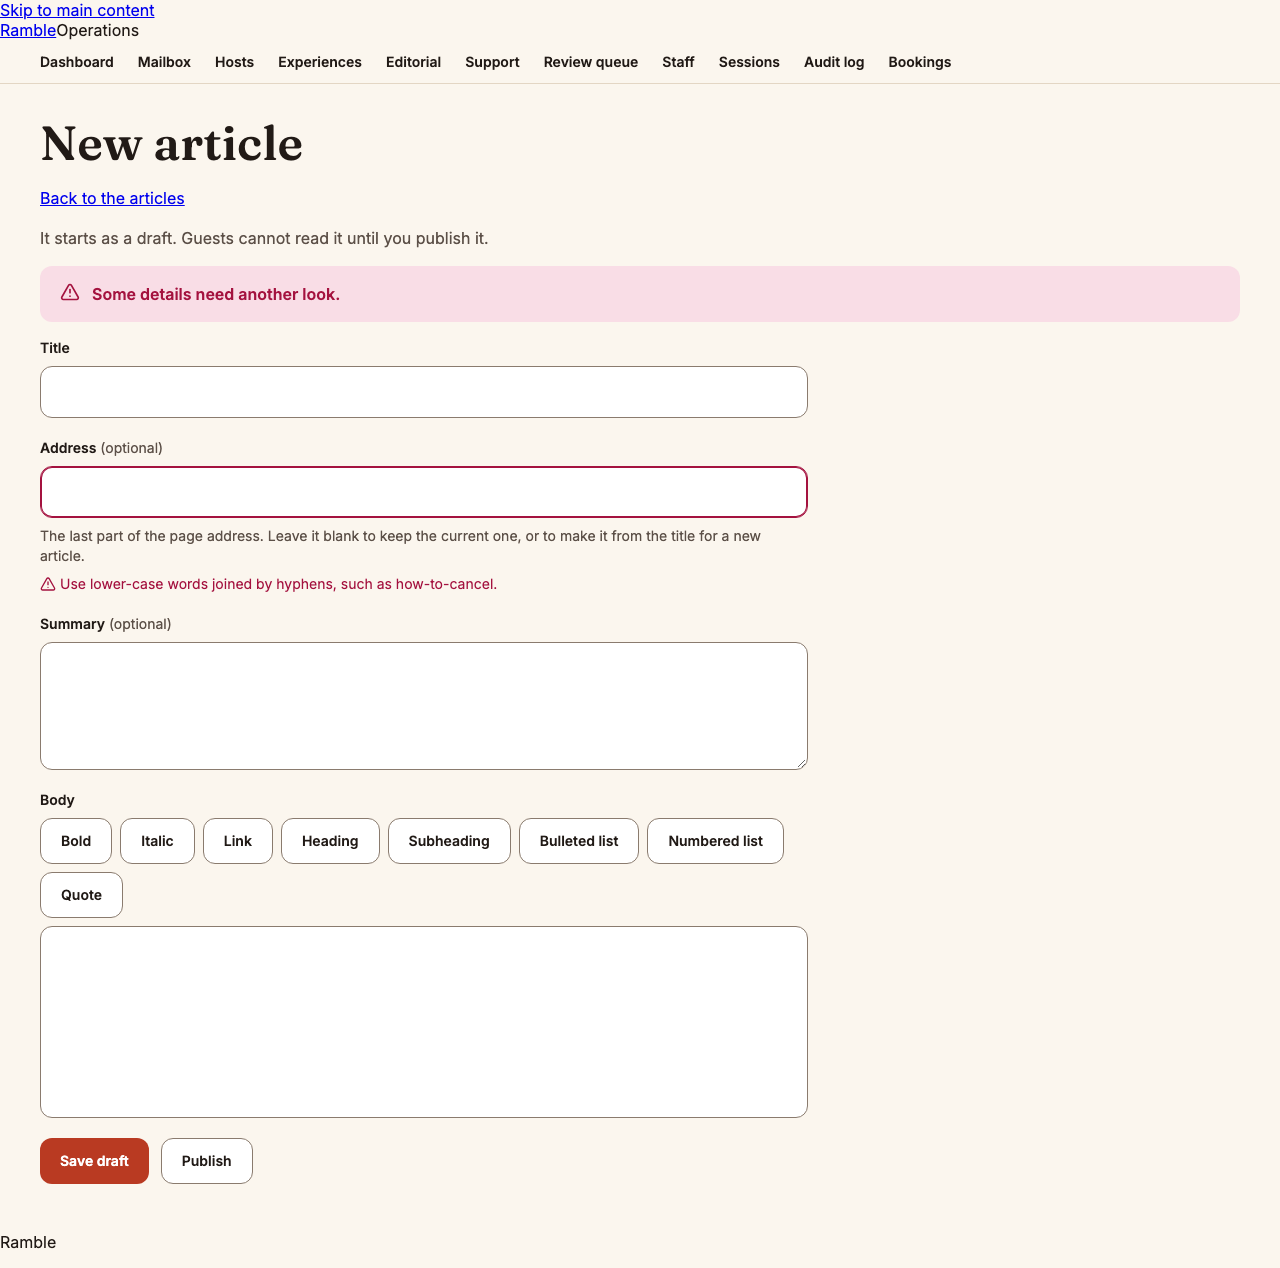 Skip to main content
RambleOperations
Dashboard Mailbox Hosts Experiences Editorial Support Review queue Staff Sessions Audit log Bookings
New article
Back to the articles
It starts as a draft. Guests cannot read it until you publish it.
Some details need another look.
Title
Address (optional)
The last part of the page address. Leave it blank to keep the current one, or to make it from the title for a new
article.
Use lower-case words joined by hyphens, such as how-to-cancel.
Summary (optional)
Body
Bold Italic Link Heading Subheading Bulleted list Numbered list
Quote
Save draft Publish
Ramble